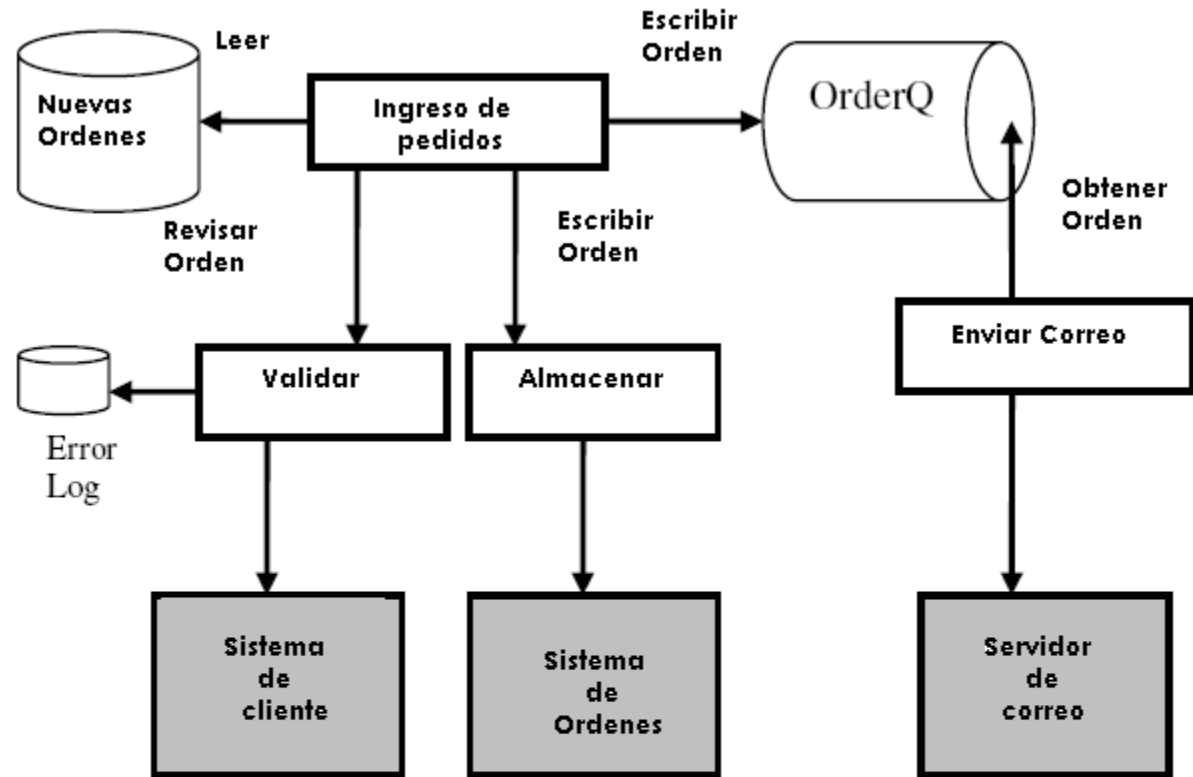 Leer
Escribir
Orden
Nuevas
Ordenes
Ingreso de
pedidos
OrderQ
Revisar
Orden
Escribir
Orden
Obtener
Orden
Validar
Almacenar
Enviar Correo
Error
Log
Sistema
de
cliente
Sistema
de
Ordenes
Servidor
de
correo